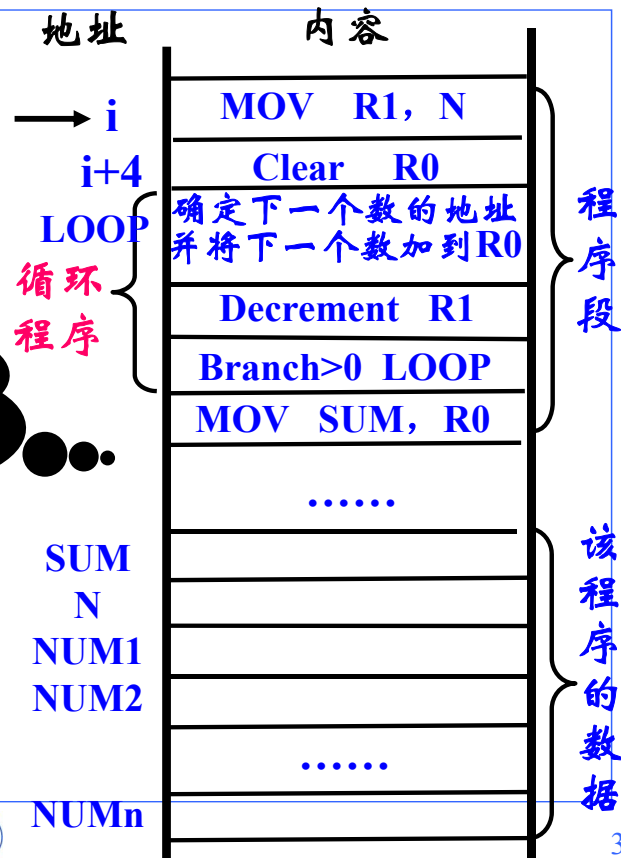 地址 内容
i MOV R1，N
i+4 Clear R0
LOOP 确定下一个数的地址
并将下一个数加到R0
循环
程序
Decrement R1
Branch>0 LOOP
MOV SUM，R0
程序段
……
SUM
N
NUM1
NUM2
……
NUMn
该程序的数据
3